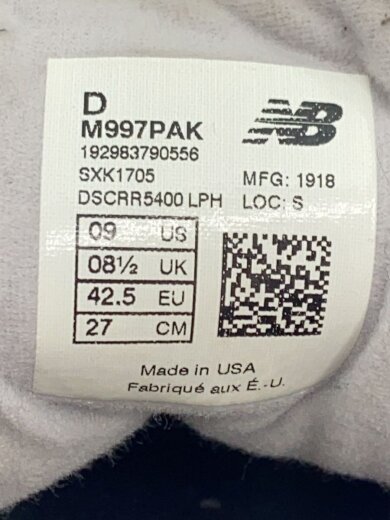 D
NB
M997PAK
192983790556
SXK1705 MFG: 1918
DSCRR5400 LPH LOC: S
09 US
08½ UK
42.5 EU
27 CM
Made in USA
Fabriqué aux É.-U.